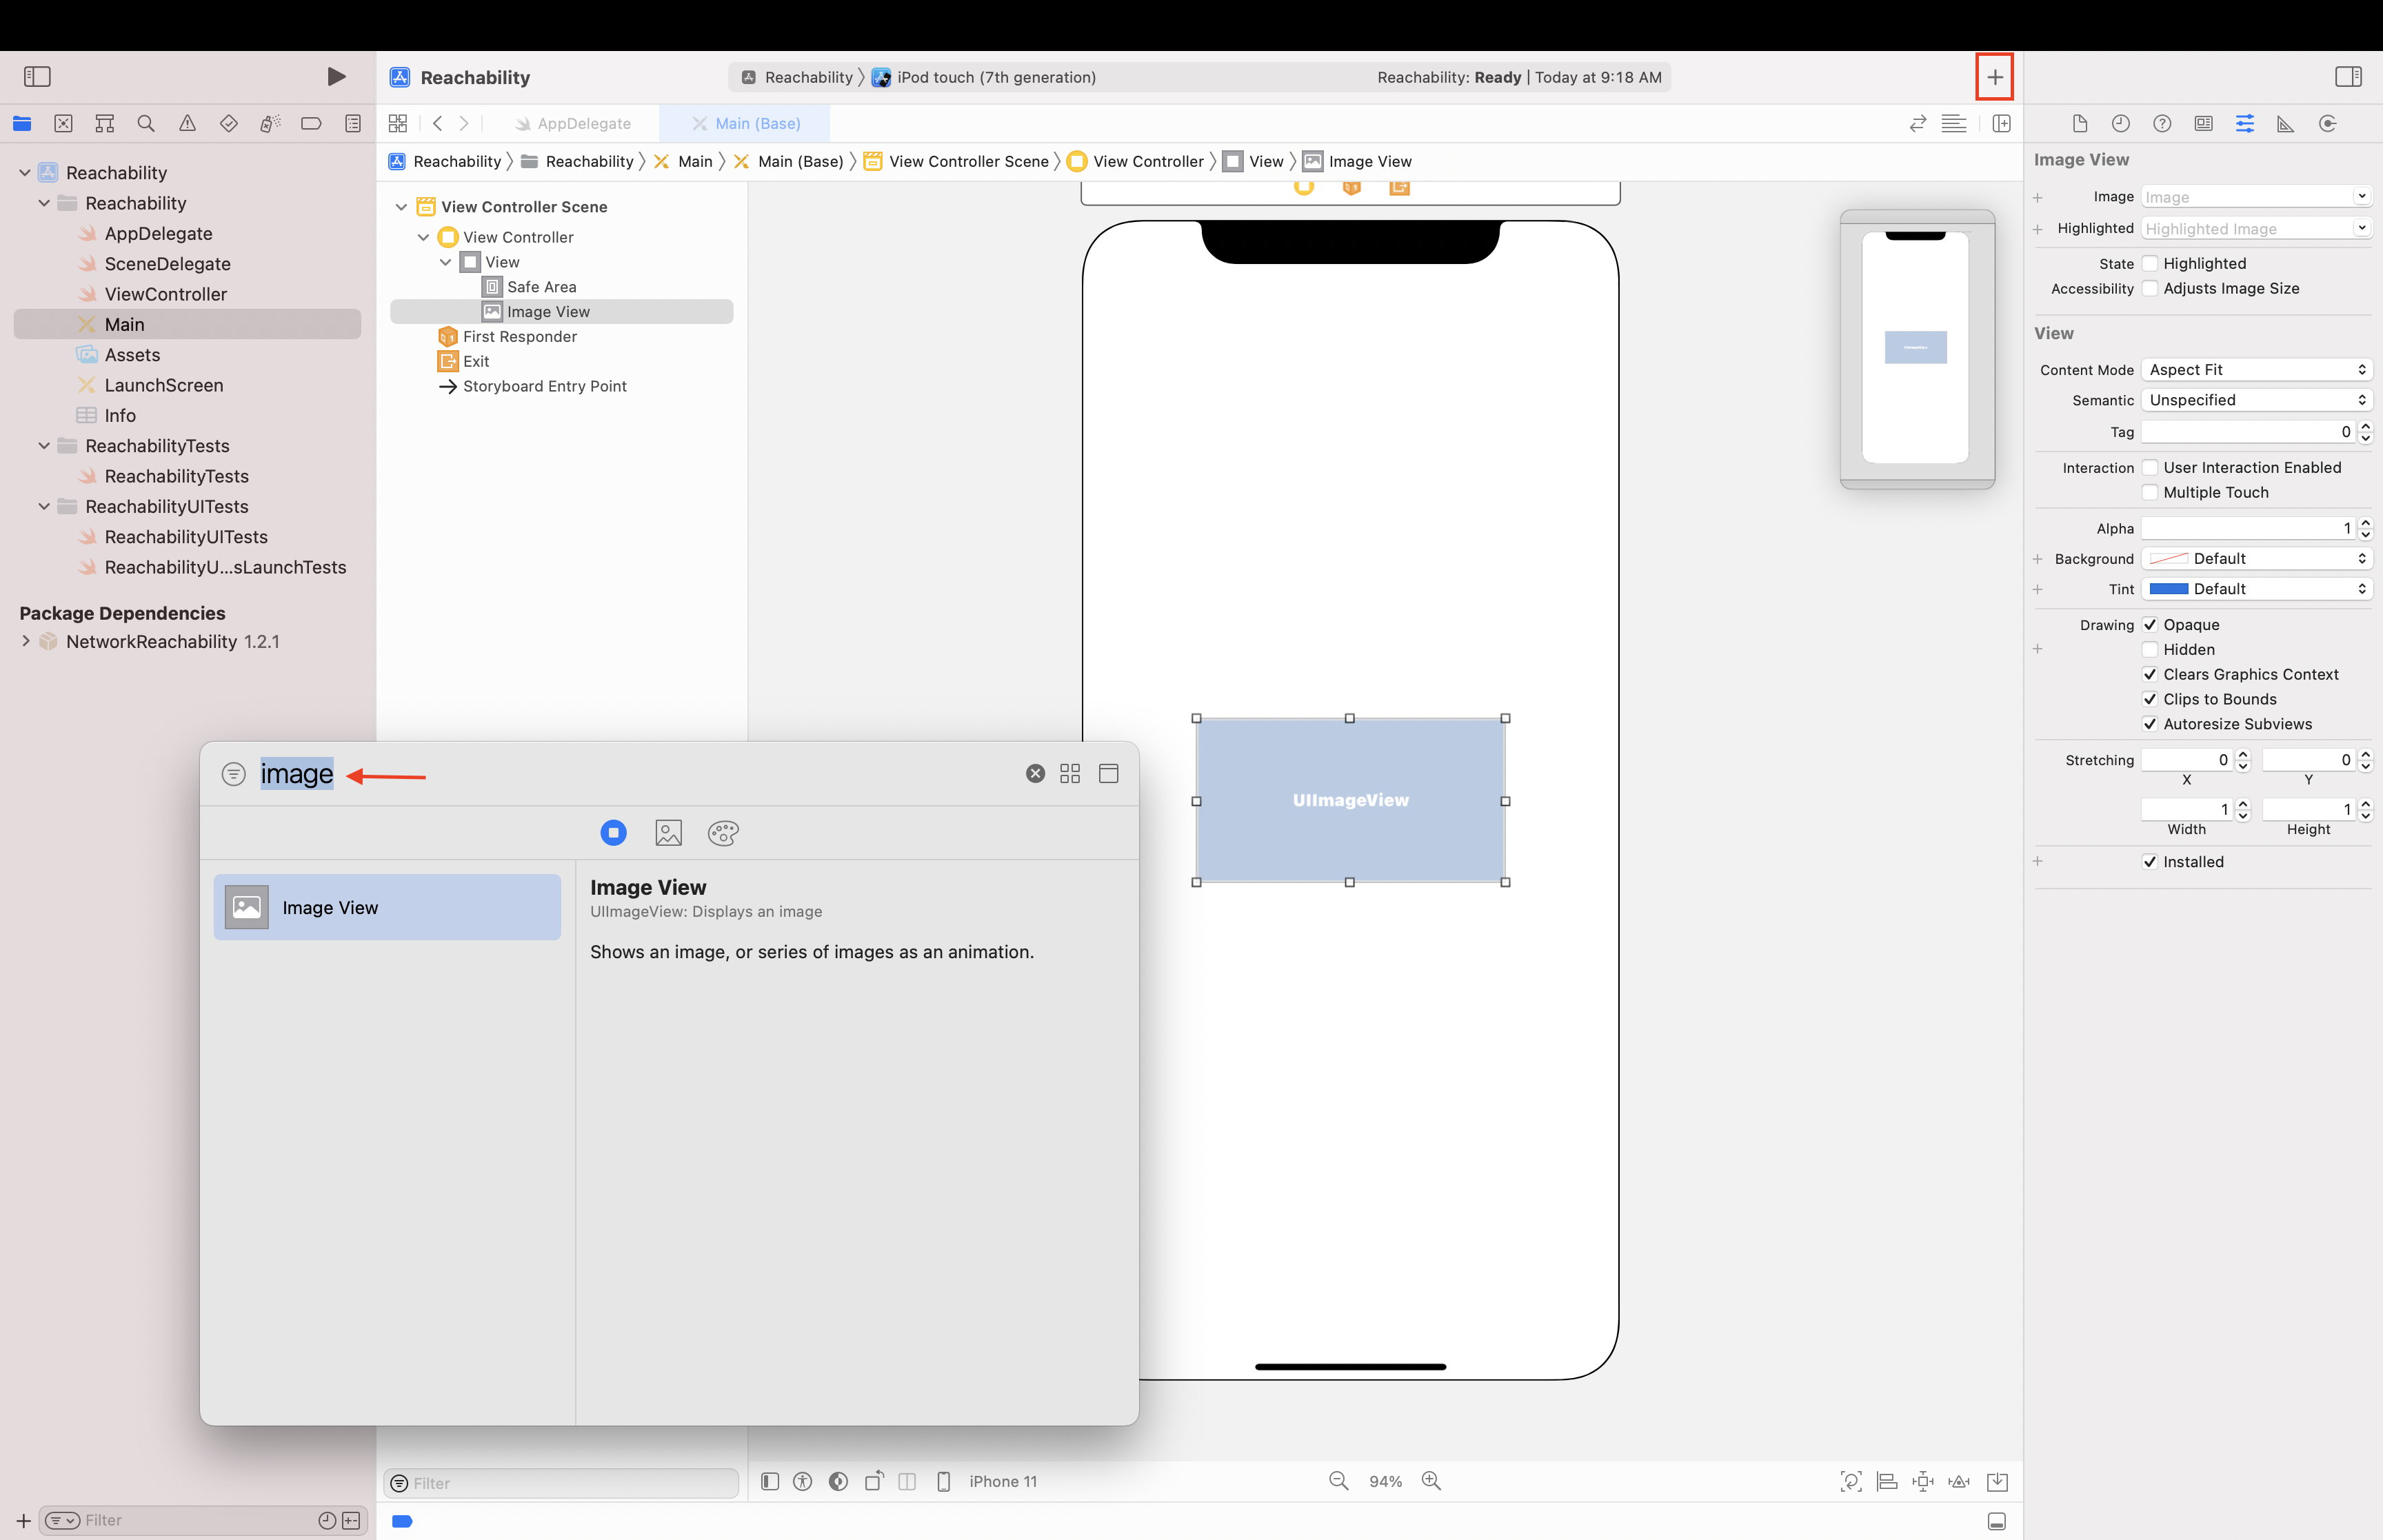 Reachability
Reachability iPod touch (7th generation) Reachability: Ready | Today at 9:18 AM
AppDelegate
Main (Base)
Reachability Reachability Main Main (Base) View Controller Scene View Controller View Image View
Reachability
Reachability
AppDelegate
SceneDelegate
ViewController
Main
Assets
LaunchScreen
Info
ReachabilityTests
ReachabilityTests
ReachabilityUITests
ReachabilityUITests
ReachabilityU...sLaunchTests
Package Dependencies
NetworkReachability 1.2.1
Filter
View Controller Scene
View Controller
View
Safe Area
Image View
First Responder
Exit
Storyboard Entry Point
Filter
image
Image View
Image View
UIImageView: Displays an image
Shows an image, or series of images as an animation.
UIImageView
iPhone 11
94%
Image View
Image Image
Highlighted Highlighted Image
State Highlighted
Accessibility Adjusts Image Size
View
Content Mode Aspect Fit
Semantic Unspecified
Tag 0
Interaction User Interaction Enabled
Multiple Touch
Alpha 1
Background Default
Tint Default
Drawing Opaque
Hidden
Clears Graphics Context
Clips to Bounds
Autoresize Subviews
Stretching 0 0
X Y
1 1
Width Height
Installed